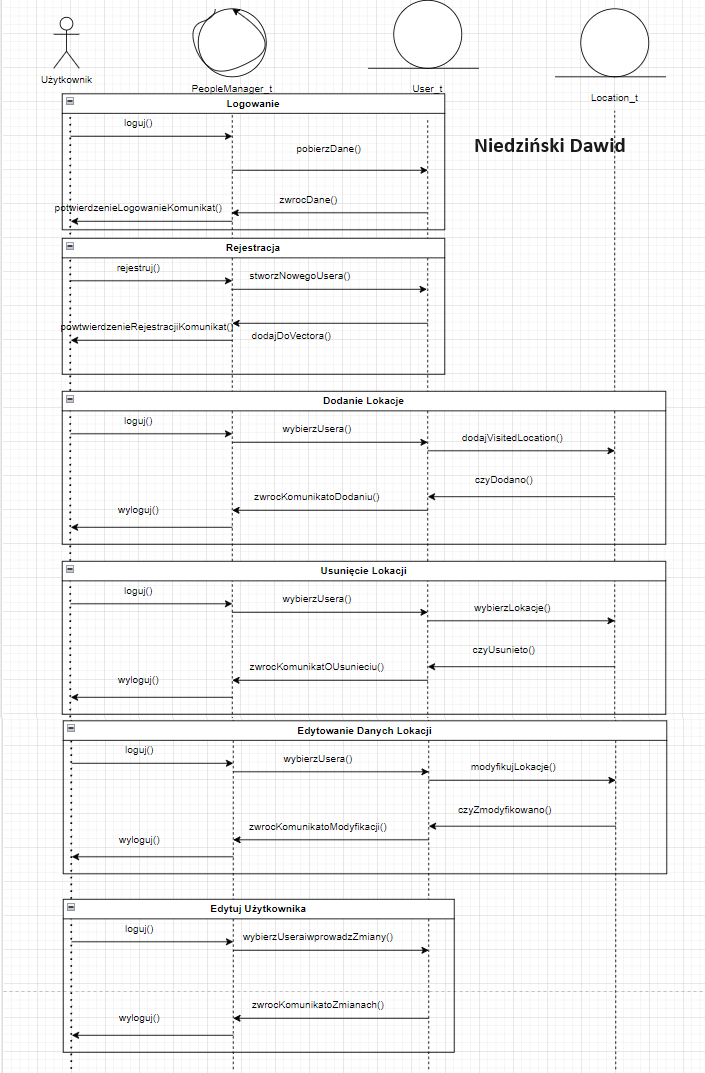 Użytkownik
PeopleManager_t
User_t
Location_t
Niedziński Dawid
Logowanie
loguj()
pobierzDane()
zwrocDane()
potwierdzenieLogowanieKomunikat()
Rejestracja
rejestruj()
stworzNowegoUsera()
powtwierdzenieRejestracjiKomunikat()
dodajDoVectora()
Dodanie Lokacje
loguj()
wybierzUsera()
dodajVisitedLocation()
czyDodano()
zwrocKomunikatoDodaniu()
wyloguj()
Usunięcie Lokacji
loguj()
wybierzUsera()
wybierzLokacje()
czyUsunieto()
zwrocKomunikatOUsunieciu()
wyloguj()
Edytowanie Danych Lokacji
loguj()
wybierzUsera()
modyfikujLokacje()
czyZmodyfikowano()
zwrocKomunikatoModyfikacji()
wyloguj()
Edytuj Użytkownika
loguj()
wybierzUseraiwprowadzZmiany()
zwrocKomunikatoZmianach()
wyloguj()